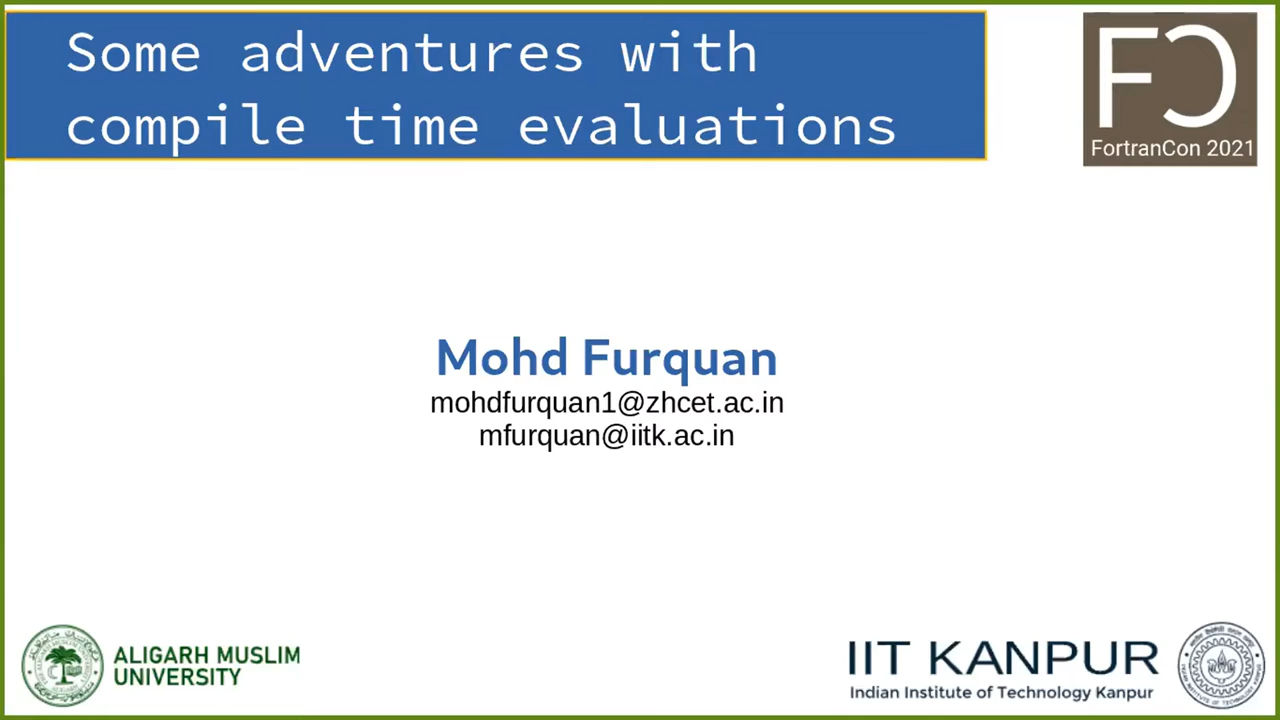 Some adventures with
compile time evaluations
FC
FortranCon 2021
Mohd Furquan
mohdfurquan1@zhcet.ac.in
mfurquan@iitk.ac.in
ALIGARH MUSLIM
UNIVERSITY
IIT KANPUR
Indian Institute of Technology Kanpur